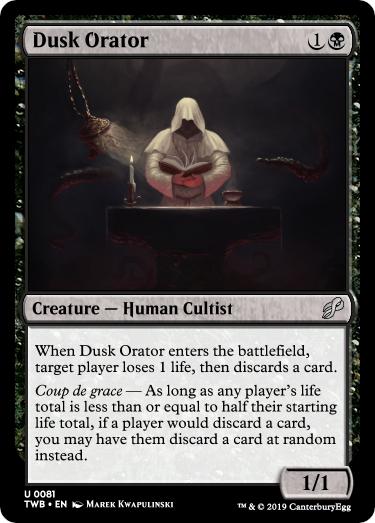 Dusk Orator 1
Creature — Human Cultist
When Dusk Orator enters the battlefield,
target player loses 1 life, then discards a card.
Coup de grace — As long as any player's life
total is less than or equal to half their starting
life total, if a player would discard a card,
you may have them discard a card at random
instead.
1/1
U 0081
TWB • EN Marek Kwapulinski
™ & © 2019 CanterburyEgg